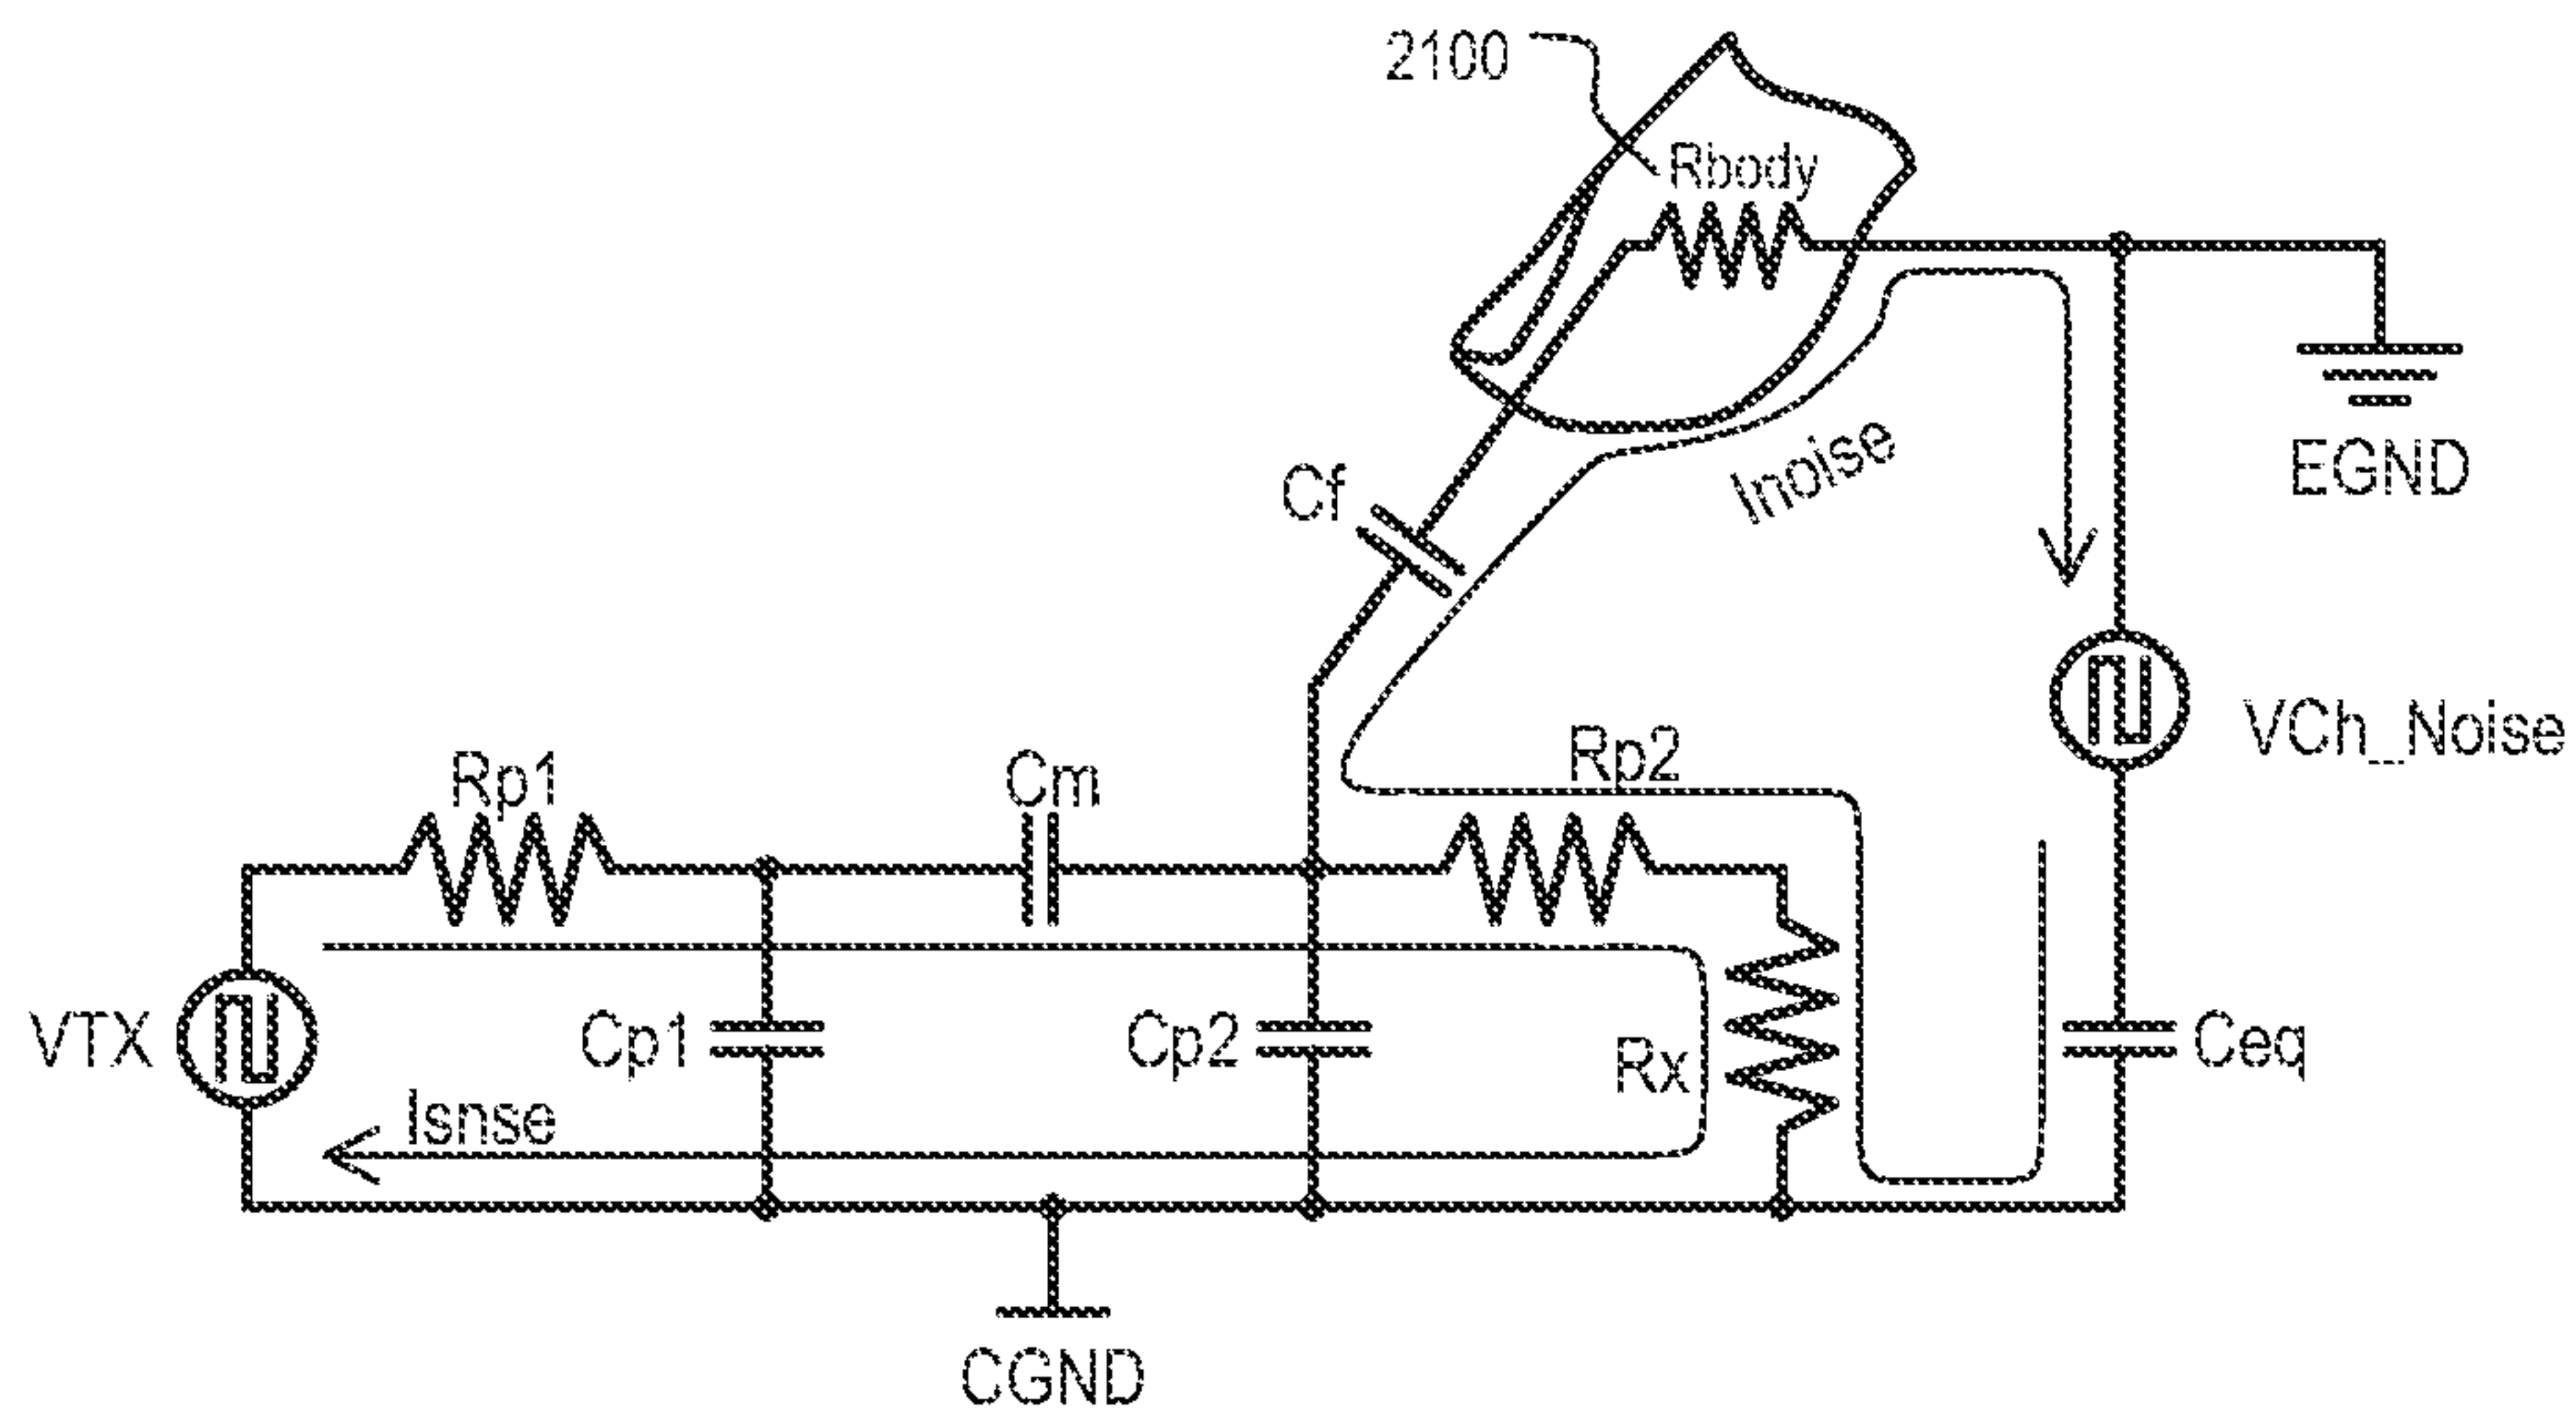 2100
Rbody
Cf
Inoise
EGND
VCh_Noise
Rp1
Cm
Rp2
VTX
Cp1
Cp2
Rx
Ceq
Isnse
CGND